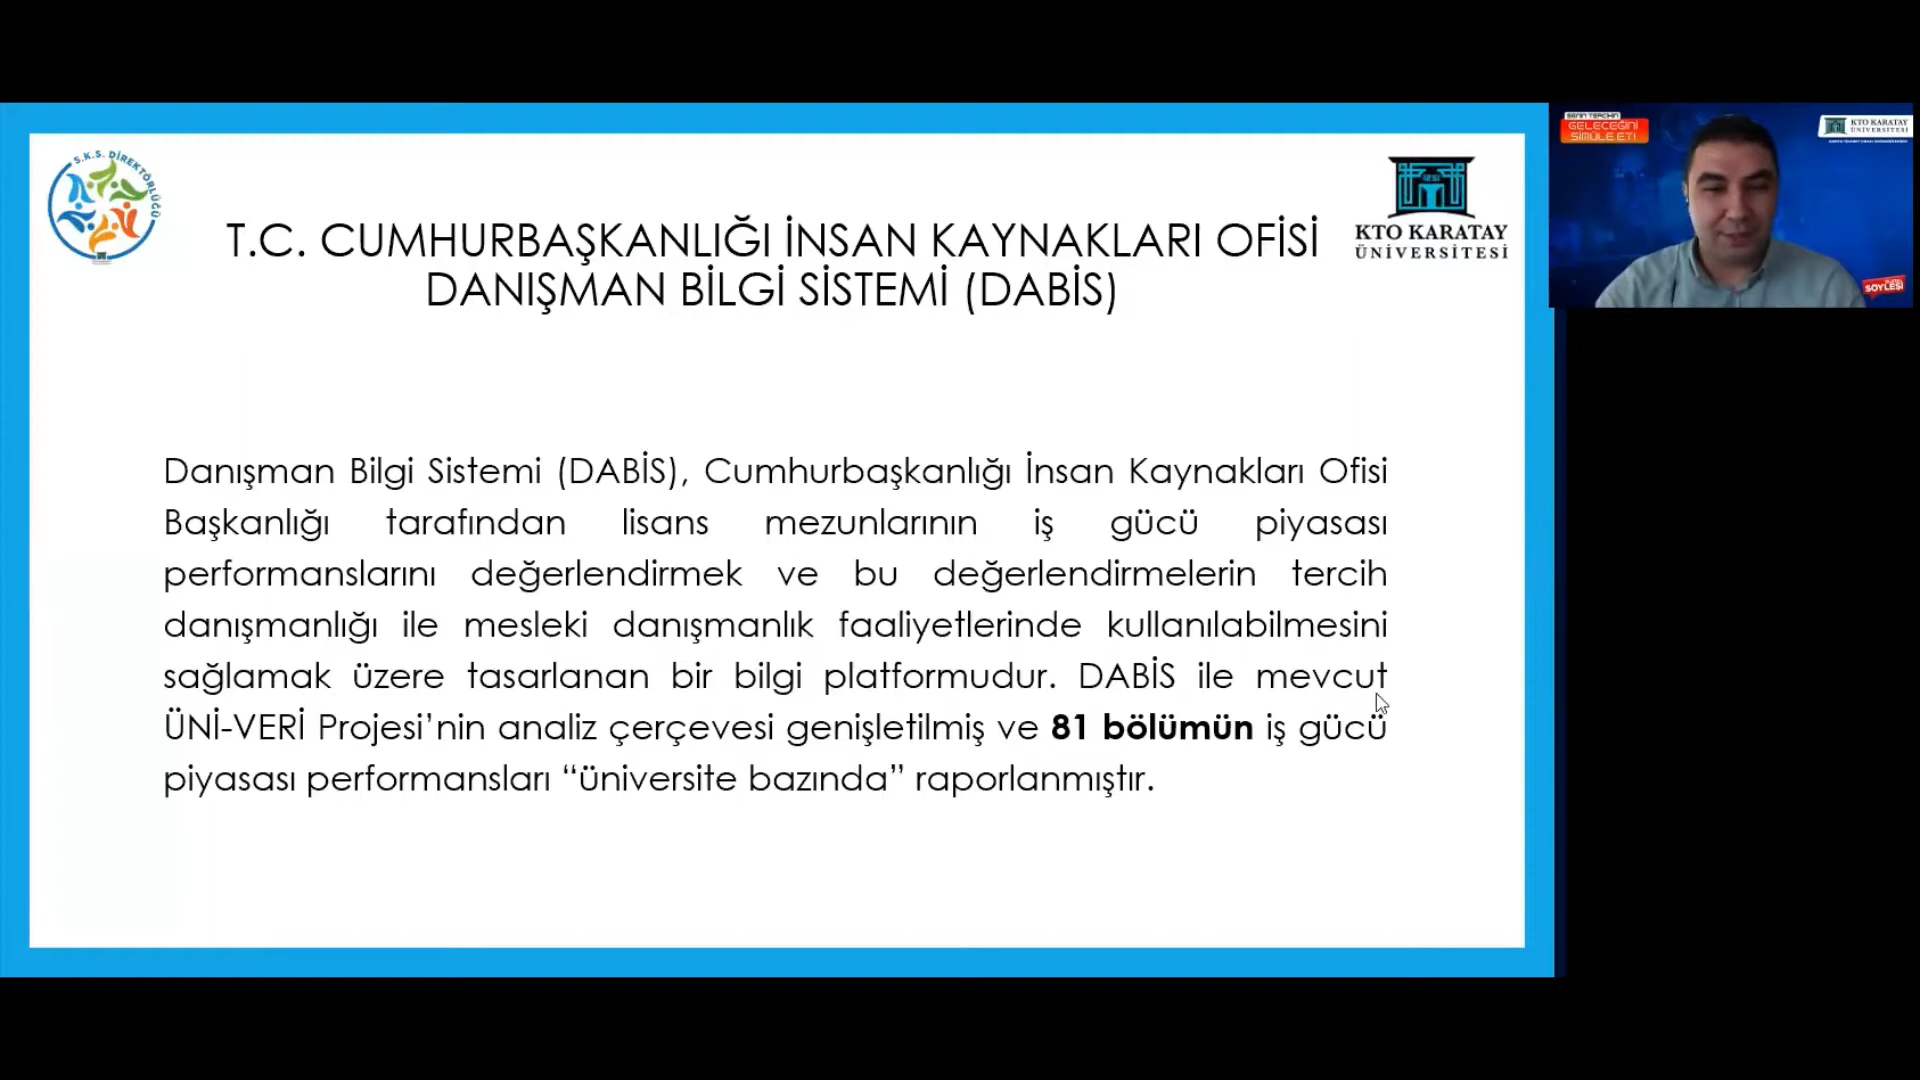 S.K.S. DİREKTÖRLÜĞÜ
T.C. CUMHURBAŞKANLIĞI İNSAN KAYNAKLARI OFİSİ
DANIŞMAN BİLGİ SİSTEMİ (DABİS)
KTO KARATAY
ÜNİVERSİTESİ
Danışman Bilgi Sistemi (DABİS), Cumhurbaşkanlığı İnsan Kaynakları Ofisi
Başkanlığı tarafından lisans mezunlarının iş gücü piyasası
performanslarını değerlendirmek ve bu değerlendirmelerin tercih
danışmanlığı ile mesleki danışmanlık faaliyetlerinde kullanılabilmesini
sağlamak üzere tasarlanan bir bilgi platformudur. DABİS ile mevcut
ÜNİ-VERİ Projesi’nin analiz çerçevesi genişletilmiş ve 81 bölümün iş gücü
piyasası performansları “üniversite bazında” raporlanmıştır.
SENİN TERCİHİN
GELECEĞİNİ
SİMÜLE ET!
KTO KARATAY
ÜNİVERSİTESİ
SÖYLEŞİ